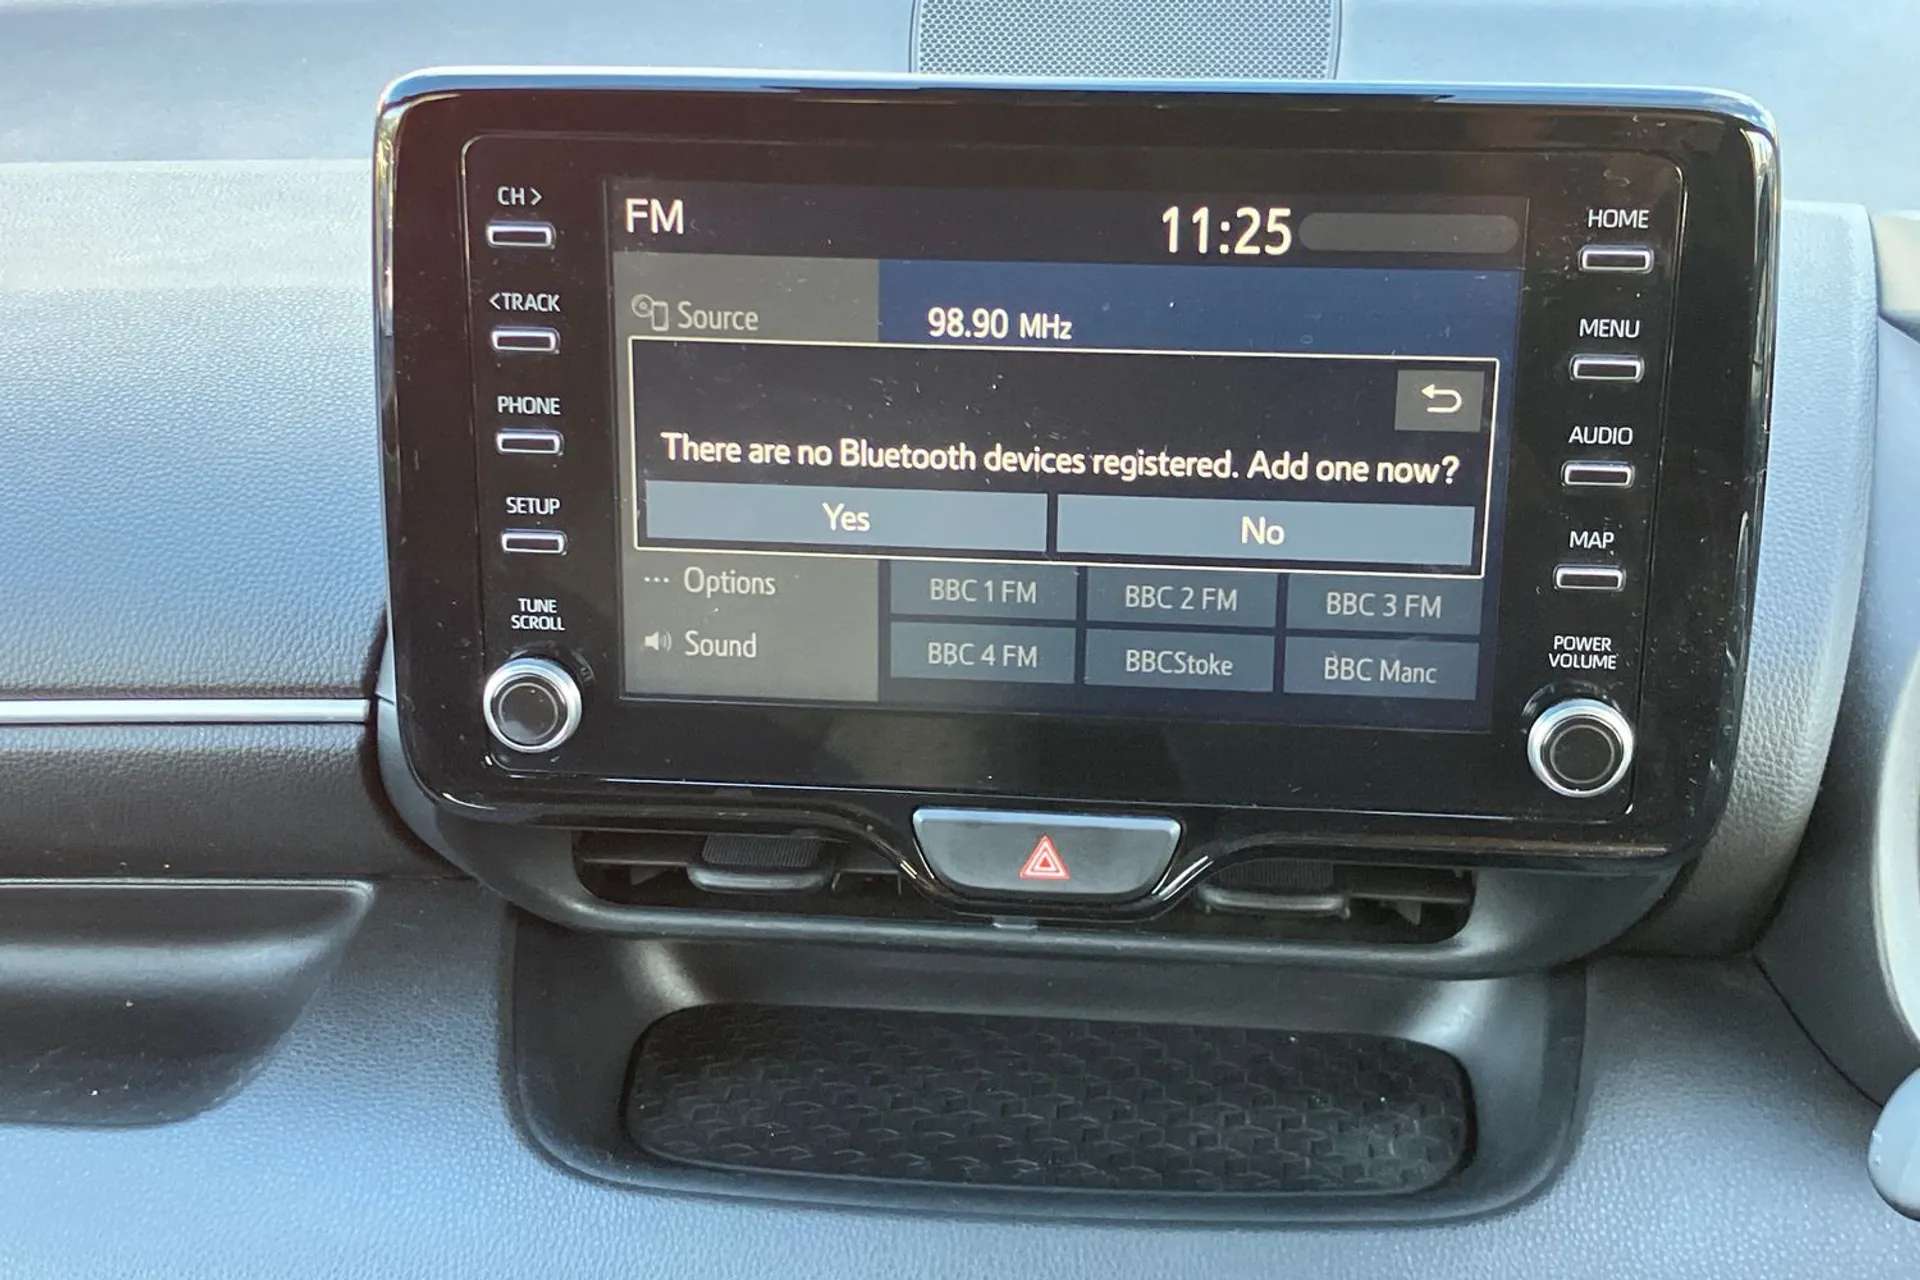 CH >
<TRACK
PHONE
SETUP
TUNE
SCROLL
FM
11:25
Source
98.90 MHz
There are no Bluetooth devices registered. Add one now?
Yes
No
Options
BBC 1 FM
BBC 2 FM
BBC 3 FM
Sound
BBC 4 FM
BBCStoke
BBC Manc
HOME
MENU
AUDIO
MAP
POWER
VOLUME